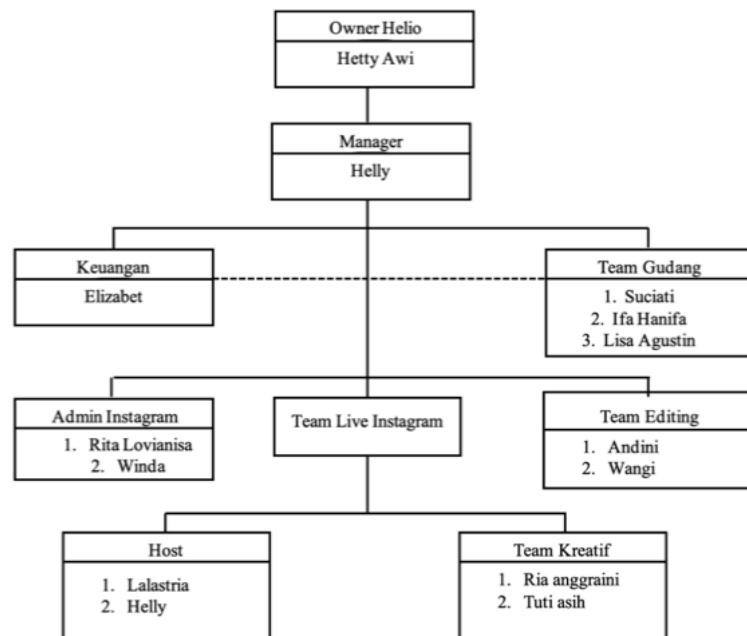 Owner Helio
Hetty Awi
Manager
Helly
Keuangan
Elizabet
Team Gudang
1. Suciati
2. Ifa Hanifa
3. Lisa Agustin
Admin Instagram
1. Rita Lovianisa
2. Winda
Team Live Instagram
Team Editing
1. Andini
2. Wangi
Host
1. Lalastria
2. Helly
Team Kreatif
1. Ria anggraini
2. Tuti asih